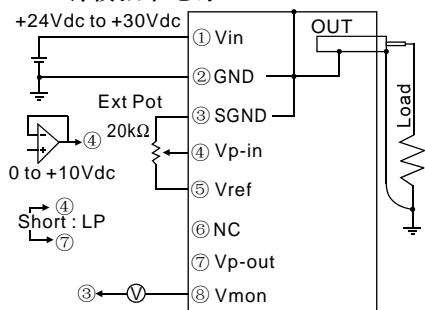 +24Vdc to +30Vdc
① Vin
OUT
② GND
Ext Pot
③ SGND
20kΩ
④
④ Vp-in
Load
0 to +10Vdc
⑤ Vref
④
Short : LP
⑦
⑥ NC
⑦ Vp-out
③
V
⑧ Vmon